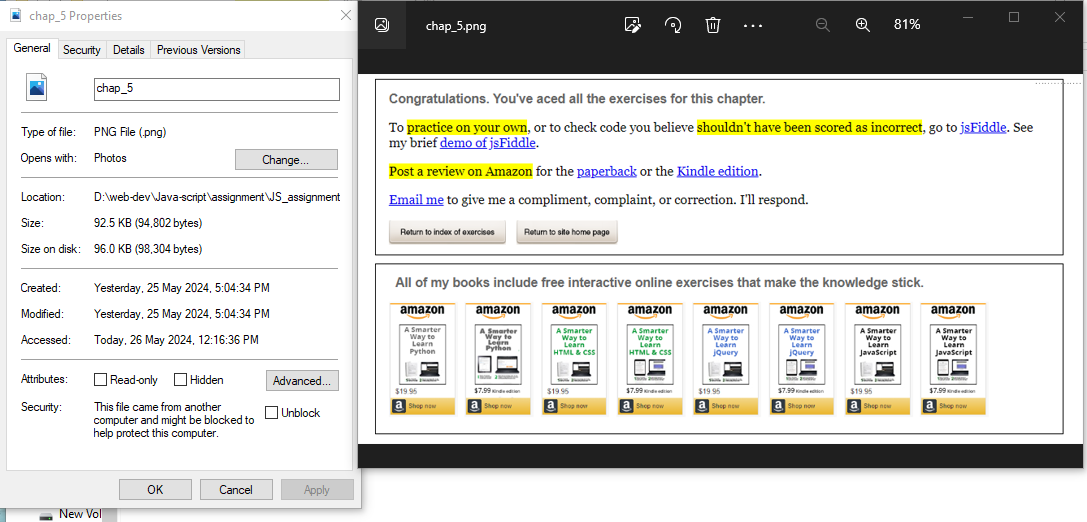 chap_5 Properties
General Security Details Previous Versions
chap_5
Type of file: PNG File (.png)
Opens with: Photos Change...
Location: D:\web-dev\Java-script\assignment\JS_assignment
Size: 92.5 KB (94,802 bytes)
Size on disk: 96.0 KB (98,304 bytes)
Created: Yesterday, 25 May 2024, 5:04:34 PM
Modified: Yesterday, 25 May 2024, 5:04:34 PM
Accessed: Today, 26 May 2024, 12:16:36 PM
Attributes: Read-only Hidden Advanced...
Security: This file came from another
computer and might be blocked to
help protect this computer.
Unblock
OK Cancel Apply
New Vol
chap_5.png 81%
Congratulations. You've aced all the exercises for this chapter.
To practice on your own, or to check code you believe shouldn't have been scored as incorrect, go to jsFiddle. See
my brief demo of jsFiddle.
Post a review on Amazon for the paperback or the Kindle edition.
Email me to give me a compliment, complaint, or correction. I'll respond.
Return to index of exercises Return to site home page
All of my books include free interactive online exercises that make the knowledge stick.
amazon amazon amazon amazon amazon amazon amazon amazon
A Smarter Way to Learn Python
A Smarter Way to Learn Python
A Smarter Way to Learn HTML & CSS
A Smarter Way to Learn HTML & CSS
A Smarter Way to Learn jQuery
A Smarter Way to Learn jQuery
A Smarter Way to Learn JavaScript
A Smarter Way to Learn JavaScript
$19.95 $7.99 Kindle edition $19.95 $7.99 Kindle edition $19.95 $7.99 Kindle edition $19.95 $7.99 Kindle edition
a Shop now a Shop now a Shop now a Shop now a Shop now a Shop now a Shop now a Shop now